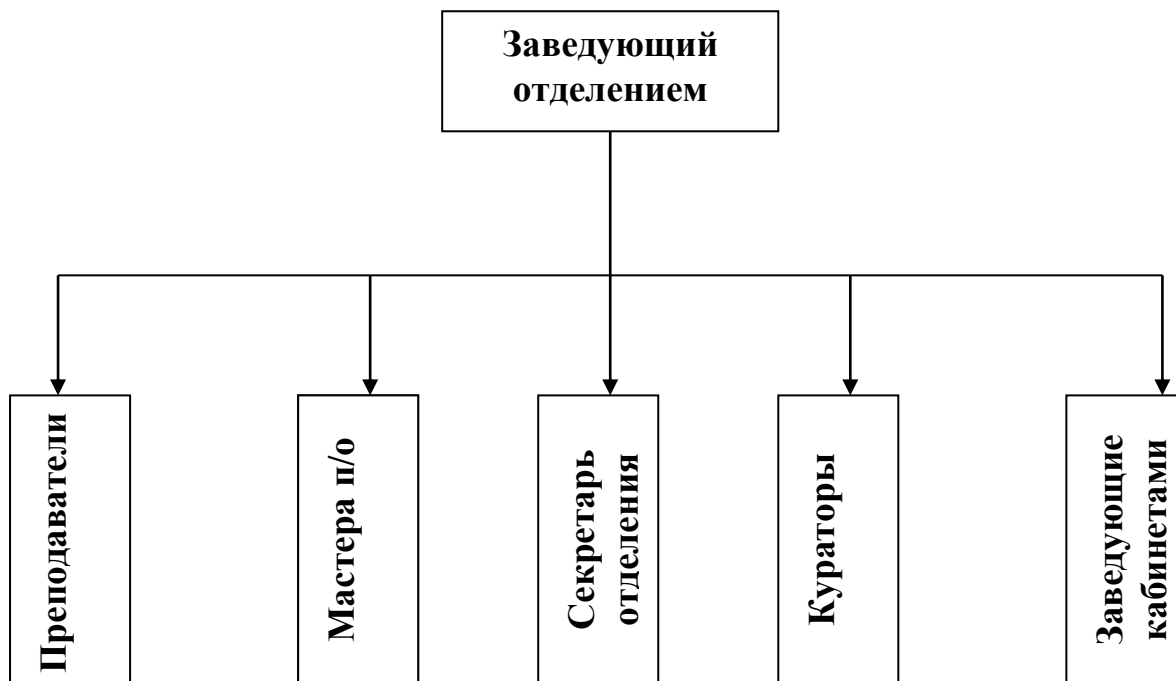 Заведующий
отделением
Преподаватели
Мастера п/о
Секретарь
отделения
Кураторы
Заведующие
кабинетами